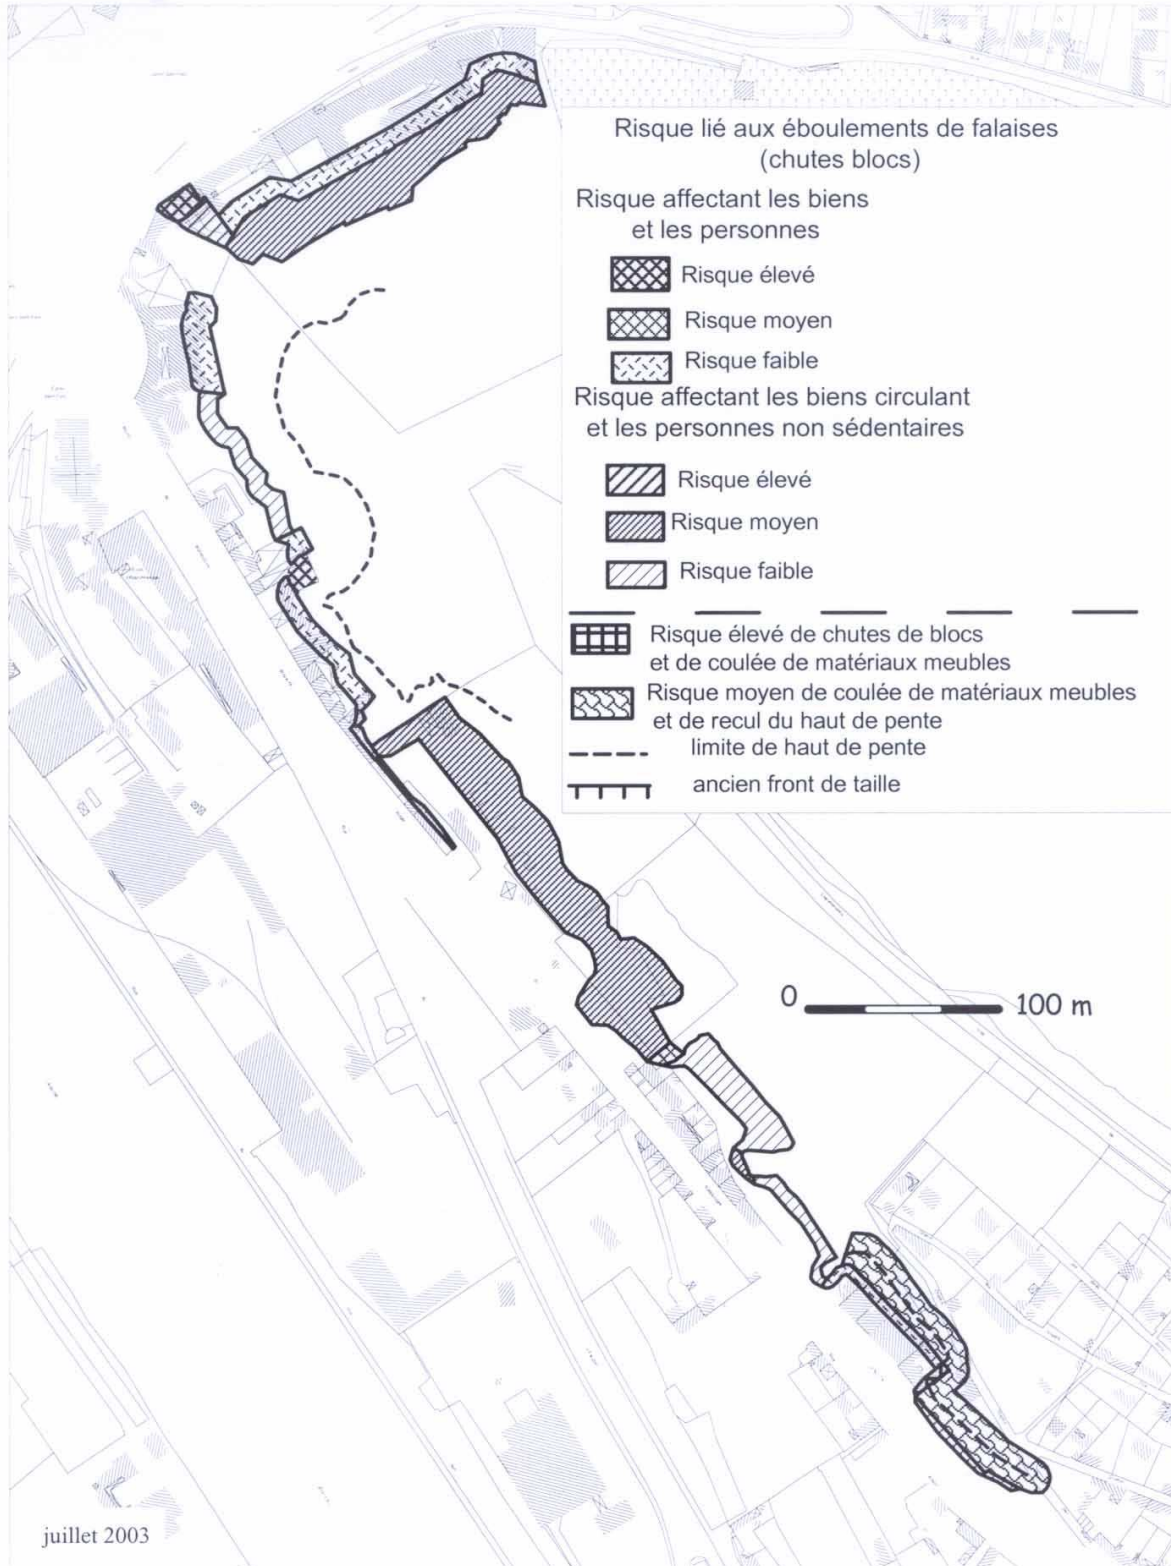 Risque lié aux éboulements de falaises
(chutes blocs)
Risque affectant les biens
et les personnes
Risque élevé
Risque moyen
Risque faible
Risque affectant les biens circulant
et les personnes non sédentaires
Risque élevé
Risque moyen
Risque faible
Risque élevé de chutes de blocs
et de coulée de matériaux meubles
Risque moyen de coulée de matériaux meubles
et de recul du haut de pente
limite de haut de pente
ancien front de taille
0 100 m
juillet 2003